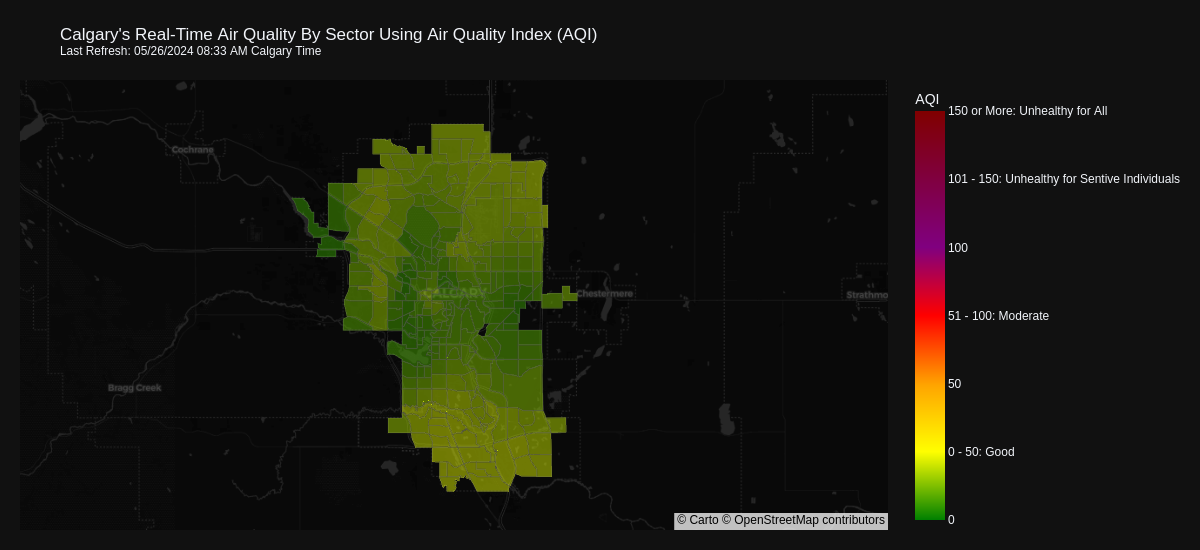 Calgary's Real-Time Air Quality By Sector Using Air Quality Index (AQI)
Last Refresh: 05/26/2024 08:33 AM Calgary Time
AQI
150 or More: Unhealthy for All
101 - 150: Unhealthy for Sentive Individuals
100
51 - 100: Moderate
50
0 - 50: Good
0
Cochrane
CALGARY
Chestermere
Strathmo
Bragg Creek
© Carto © OpenStreetMap contributors